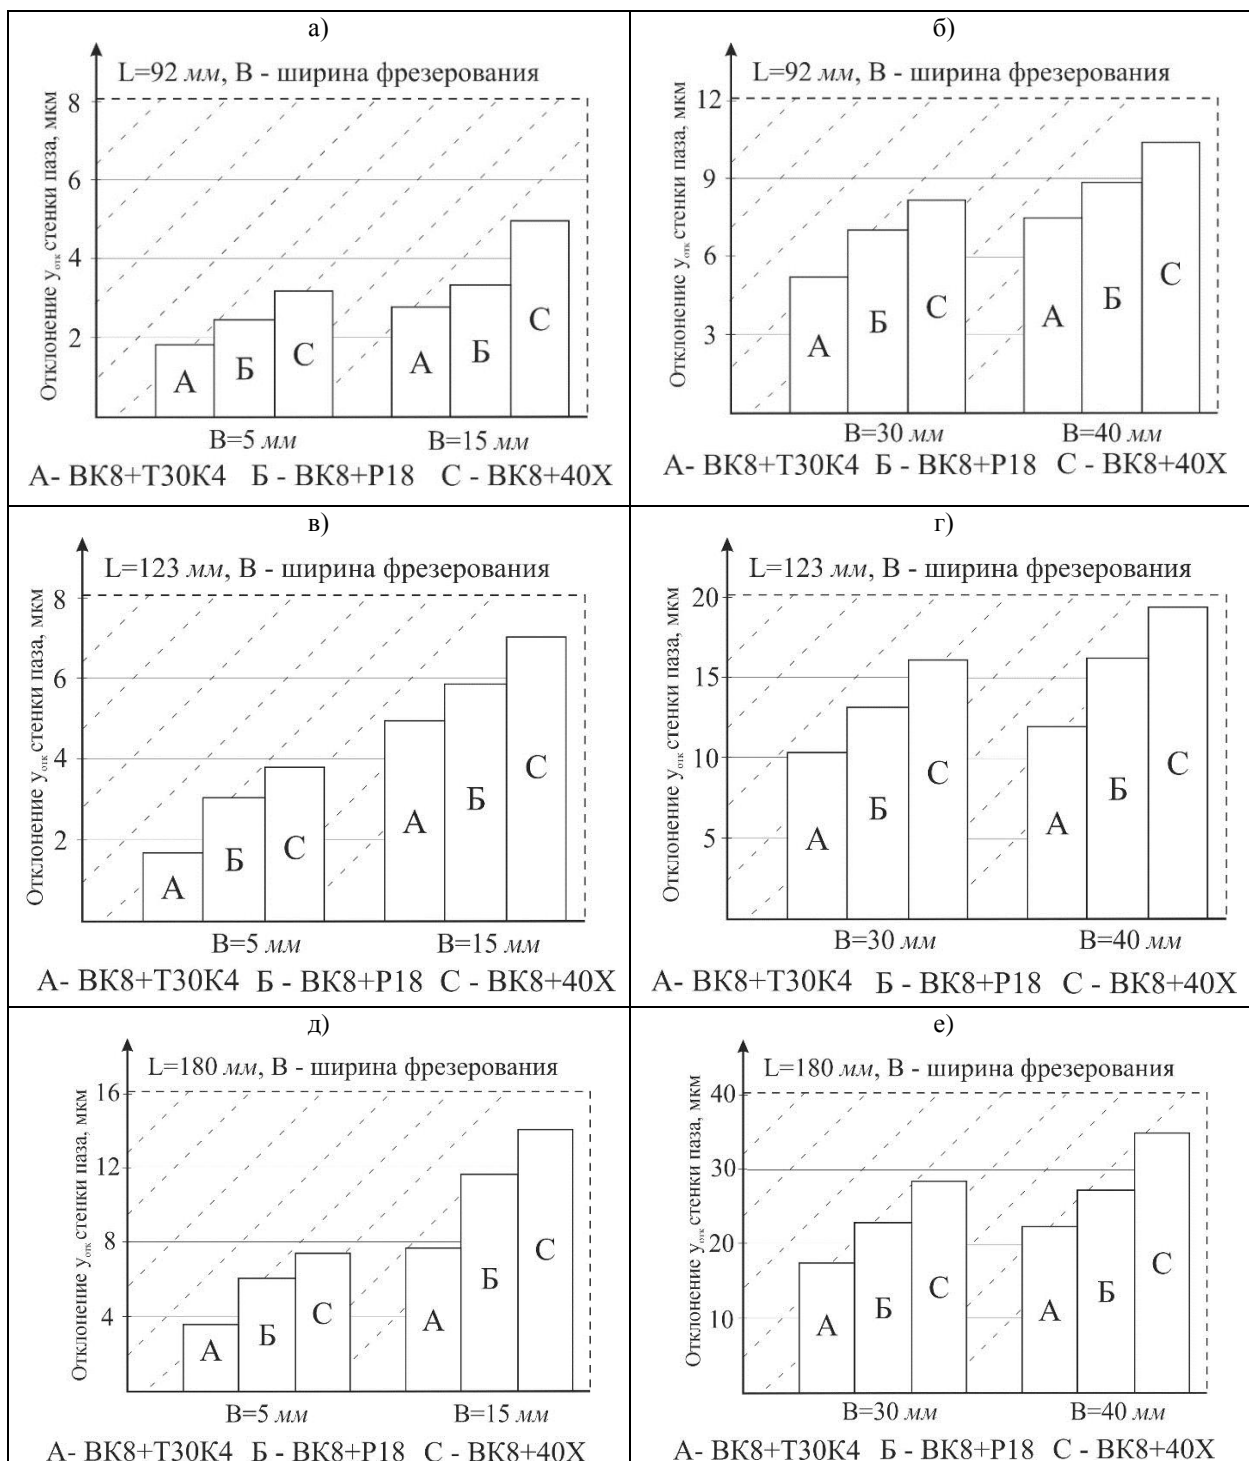 а)
L=92 мм, В - ширина фрезерования
Отклонение уотк стенки паза, мкм
8
6
4
2
А
Б
С
А
Б
С
В=5 мм
В=15 мм
А- ВК8+Т30К4 Б - ВК8+Р18 С - ВК8+40Х
б)
L=92 мм, В - ширина фрезерования
Отклонение уотк стенки паза, мкм
12
9
6
3
А
Б
С
А
Б
С
В=30 мм
В=40 мм
А- ВК8+Т30К4 Б - ВК8+Р18 С - ВК8+40Х
в)
L=123 мм, В - ширина фрезерования
Отклонение уотк стенки паза, мкм
8
6
4
2
А
Б
С
А
Б
С
В=5 мм
В=15 мм
А- ВК8+Т30К4 Б - ВК8+Р18 С - ВК8+40Х
г)
L=123 мм, В - ширина фрезерования
Отклонение уотк стенки паза, мкм
20
15
10
5
А
Б
С
А
Б
С
В=30 мм
В=40 мм
А- ВК8+Т30К4 Б - ВК8+Р18 С - ВК8+40Х
д)
L=180 мм, В - ширина фрезерования
Отклонение уотк стенки паза, мкм
16
12
8
4
А
Б
С
А
Б
С
В=5 мм
В=15 мм
А- ВК8+Т30К4 Б - ВК8+Р18 С - ВК8+40Х
е)
L=180 мм, В - ширина фрезерования
Отклонение уотк стенки паза, мкм
40
30
20
10
А
Б
С
А
Б
С
В=30 мм
В=40 мм
А- ВК8+Т30К4 Б - ВК8+Р18 С - ВК8+40Х